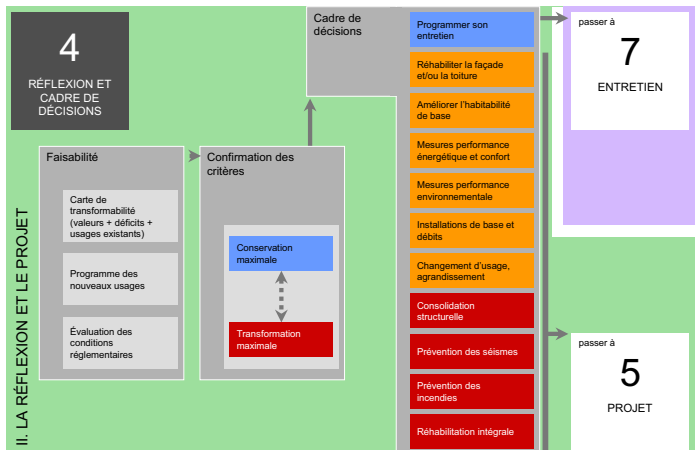 4
RÉFLEXION ET
CADRE DE
DÉCISIONS
II. LA RÉFLEXION ET LE PROJET
Faisabilité
Carte de
transformabilité
(valeurs + déficits +
usages existants)
Programme des
nouveaux usages
Évaluation des
conditions
réglementaires
Confirmation des
critères
Conservation
maximale
Transformation
maximale
Cadre de
décisions
Programmer son
entretien
Réhabiliter la façade
et/ou la toiture
Améliorer l'habitabilité
de base
Mesures performance
énergétique et confort
Mesures performance
environnementale
Installations de base et
débits
Changement d'usage,
agrandissement
Consolidation
structurelle
Prévention des séismes
Prévention des
incendies
Réhabilitation intégrale
passer à
7
ENTRETIEN
passer à
5
PROJET